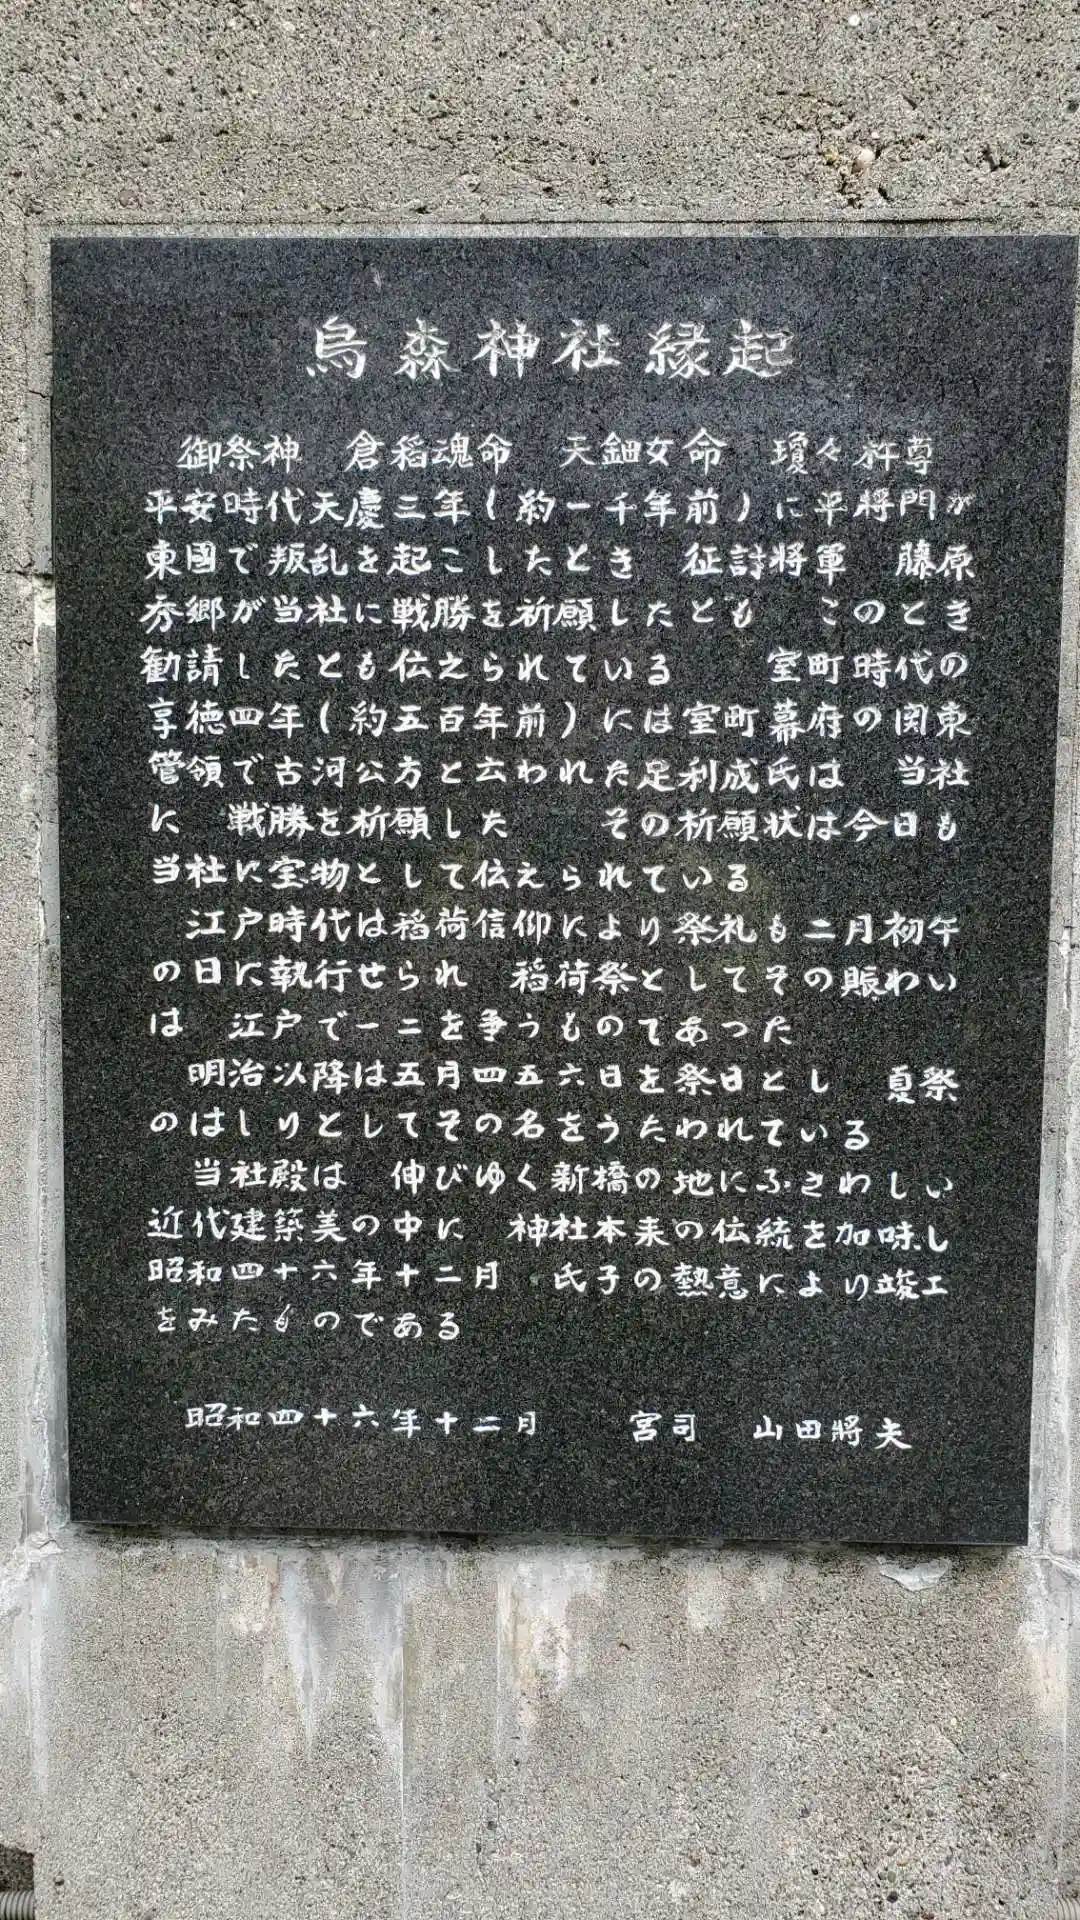 烏森神社縁起
御祭神　倉稲魂命　天鈿女命　瓊々杵尊
平安時代天慶三年(約一千年前)に平将門が
東國で叛乱を起こしたとき　征討将軍　藤原
秀郷が当社に戦勝を祈願したとも　このとき
勧請したとも伝えられている　　室町時代の
享徳四年(約五百年前)には室町幕府の関東
管領で古河公方と云われた足利成氏は　当社
に　戦勝を祈願した　　その祈願状は今日も
当社に宝物として伝えられている
江戸時代は稲荷信仰により祭礼も二月初午
の日に執行せられ　稲荷祭としてその賑わい
は　江戸で一二を争うものであつた
明治以降は五月四五六日を祭日とし　夏祭
のはしりとしてその名をうたわれている
当社殿は　伸びゆく新橋の地にふさわしい
近代建築美の中に　神社本来の伝統を加味し
昭和四十六年十二月　氏子の熱意により竣工
をみたものである
昭和四十六年十二月　　宮司　山田將夫